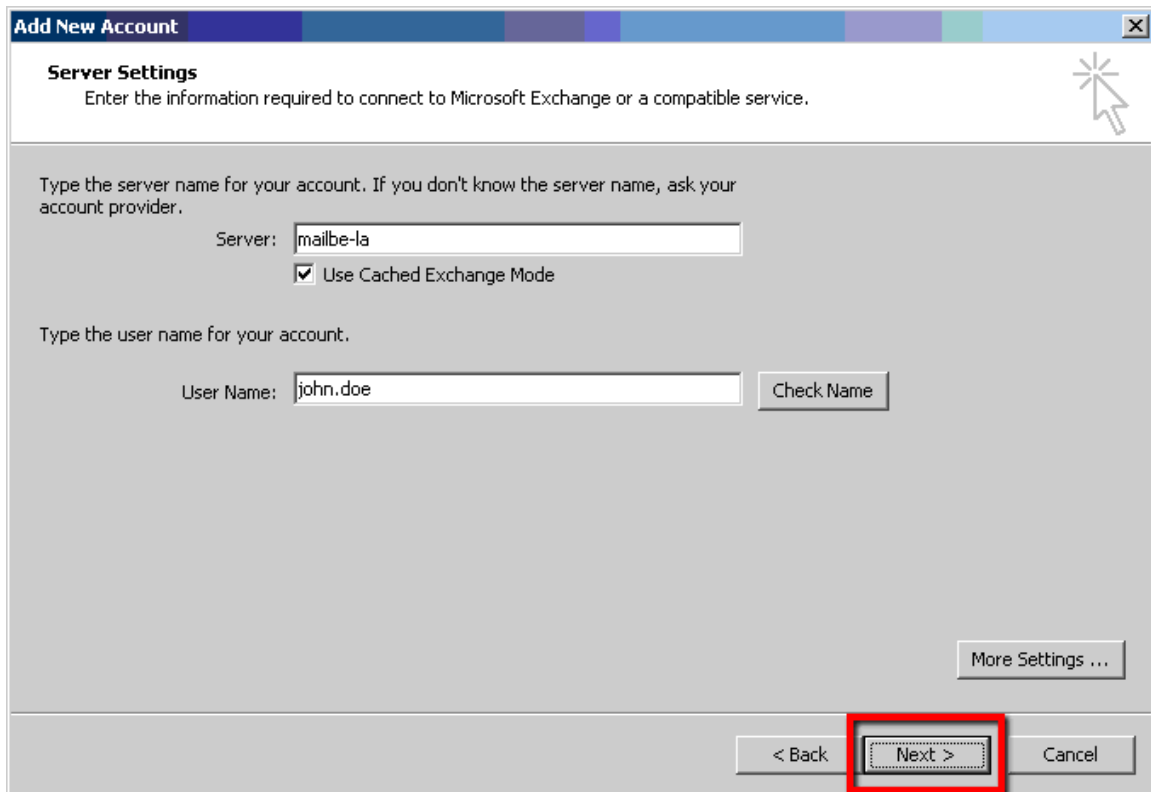 Add New Account
Server Settings
Enter the information required to connect to Microsoft Exchange or a compatible service.
Type the server name for your account. If you don't know the server name, ask your
account provider.
Server: mailbe-la
Use Cached Exchange Mode
Type the user name for your account.
User Name: john.doe Check Name
More Settings ...
< Back Next > Cancel